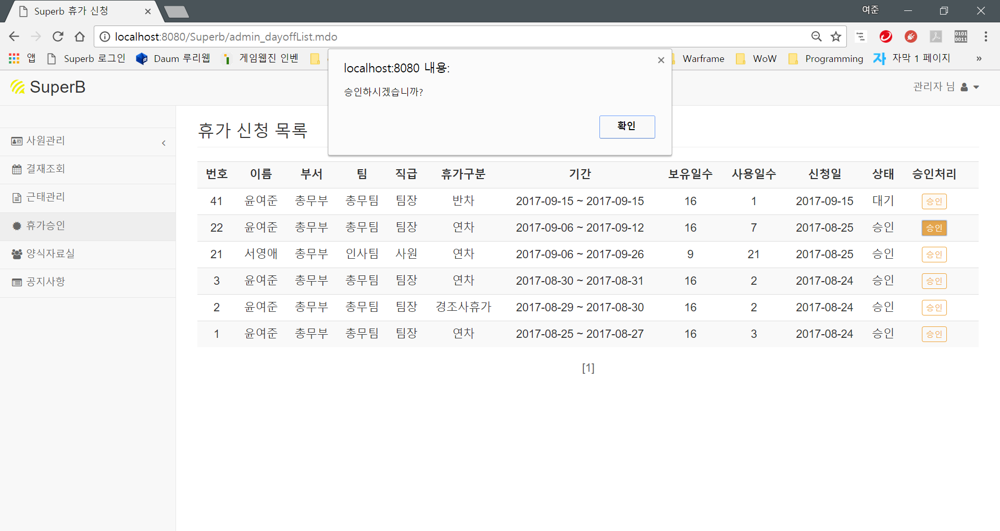 Superb 휴가 신청
여준
localhost:8080/Superb/admin_dayoffList.mdo
앱 Superb 로그인 Daum 루리웹 게임웹진 인벤 Warframe WoW Programming 자막 1 페이지 »
localhost:8080 내용:
승인하시겠습니까?
확인
SuperB
관리자 님
사원관리
결재조회
근태관리
휴가승인
양식자료실
공지사항
휴가 신청 목록
번호 이름 부서 팀 직급 휴가구분 기간 보유일수 사용일수 신청일 상태 승인처리
41 윤여준 총무부 총무팀 팀장 반차 2017-09-15 ~ 2017-09-15 16 1 2017-09-15 대기 승인
22 윤여준 총무부 총무팀 팀장 연차 2017-09-06 ~ 2017-09-12 16 7 2017-08-25 승인 승인
21 서영애 총무부 인사팀 사원 연차 2017-09-06 ~ 2017-09-26 9 21 2017-08-25 승인 승인
3 윤여준 총무부 총무팀 팀장 연차 2017-08-30 ~ 2017-08-31 16 2 2017-08-24 승인 승인
2 윤여준 총무부 총무팀 팀장 경조사휴가 2017-08-29 ~ 2017-08-30 16 2 2017-08-24 승인 승인
1 윤여준 총무부 총무팀 팀장 연차 2017-08-25 ~ 2017-08-27 16 3 2017-08-24 승인 승인
[1]